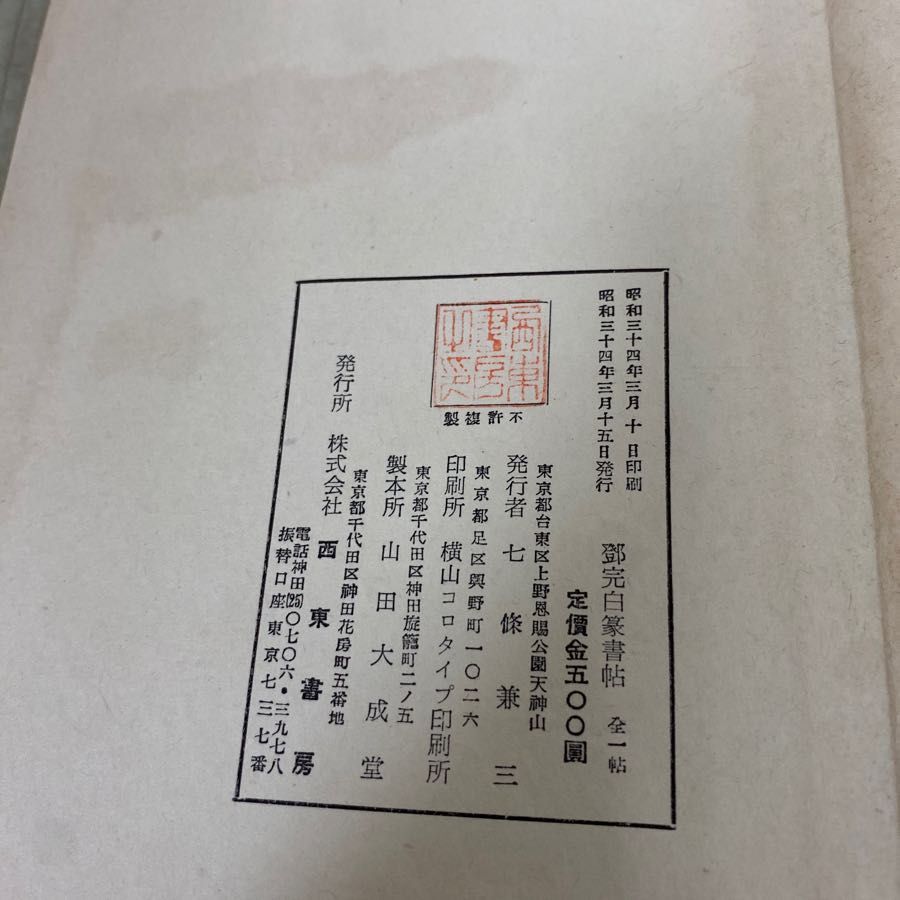 昭和三十四年三月十日印刷
昭和三十四年三月十五日発行
鄧完白篆書帖 全一帖
定價金五〇〇圓
西東書房之印
不許複製
東京都台東区上野恩賜公園天神山
発行者 七條兼三
東京都足区興野町一〇二六
印刷所 横山コロタイプ印刷所
東京都千代田区神田旋籠町二ノ五
製本所 山田大成堂
東京都千代田区神田花房町五番地
発行所 株式会社 西東書房
電話神田(25)〇七〇六・三九七八
振替口座東京七三七番